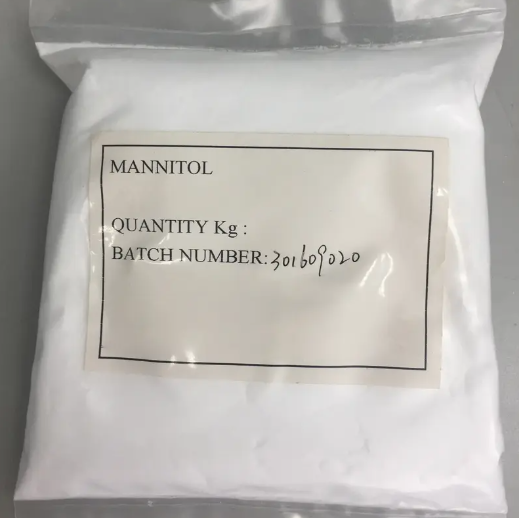 MANNITOL
QUANTITY Kg :
BATCH NUMBER:301609020